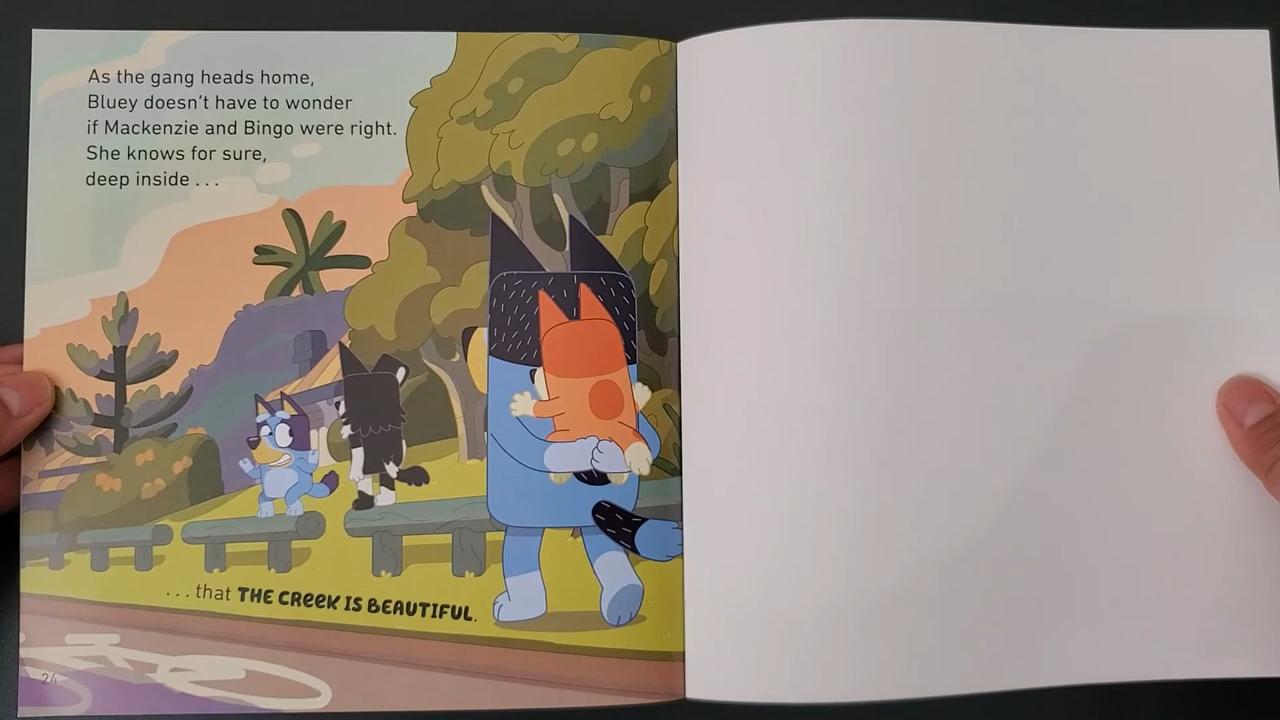 As the gang heads home,
Bluey doesn't have to wonder
if Mackenzie and Bingo were right.
She knows for sure,
deep inside . . .
. . . that THE CREEK IS BEAUTIFUL.
24